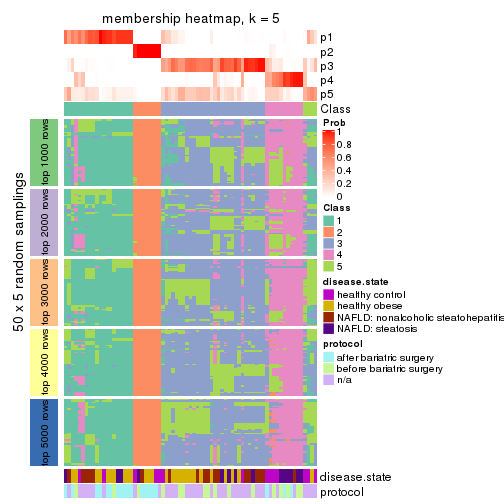 membership heatmap, k = 5
p1
p2
p3
p4
p5
Class
50 x 5 random samplings
top 1000 rows
top 2000 rows
top 3000 rows
top 4000 rows
top 5000 rows
Prob
1
0.8
0.6
0.4
0.2
0
Class
1
2
3
4
5
disease.state
healthy control
healthy obese
NAFLD: nonalcoholic steatohepatitis
NAFLD: steatosis
protocol
after bariatric surgery
before bariatric surgery
n/a
disease.state
protocol